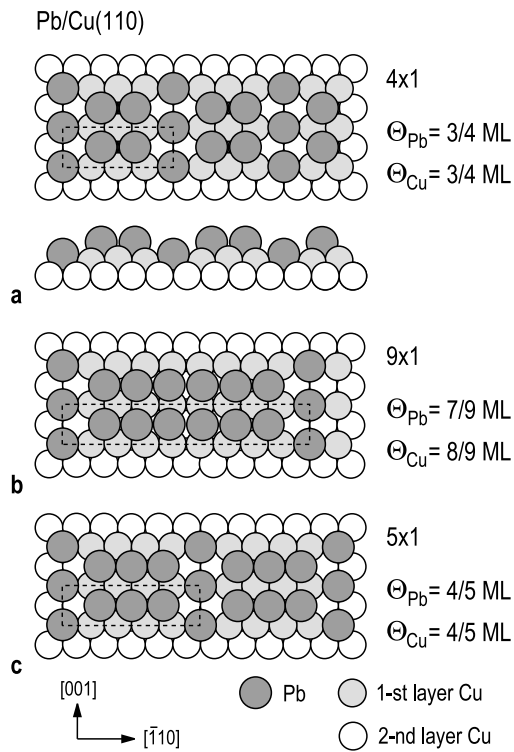 Pb/Cu(110)
4x1
ΘPb = 3/4 ML
ΘCu = 3/4 ML
a
9x1
ΘPb = 7/9 ML
ΘCu = 8/9 ML
b
5x1
ΘPb = 4/5 ML
ΘCu = 4/5 ML
c
[001]
[1̄10]
Pb
1-st layer Cu
2-nd layer Cu